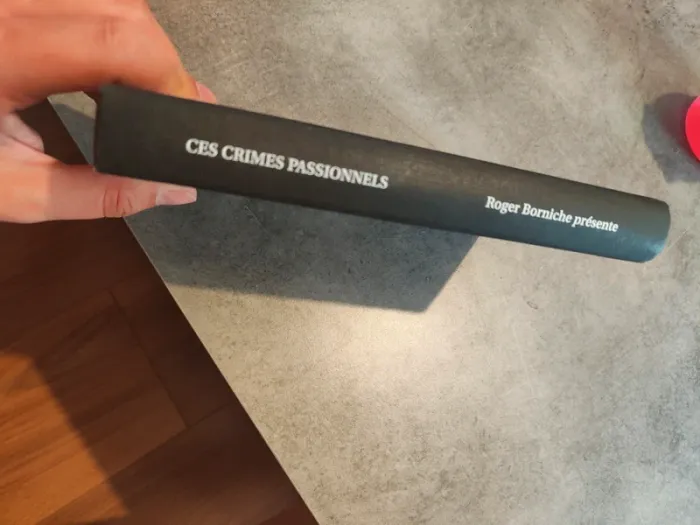 CES CRIMES PASSIONNELS
Roger Borniche présente